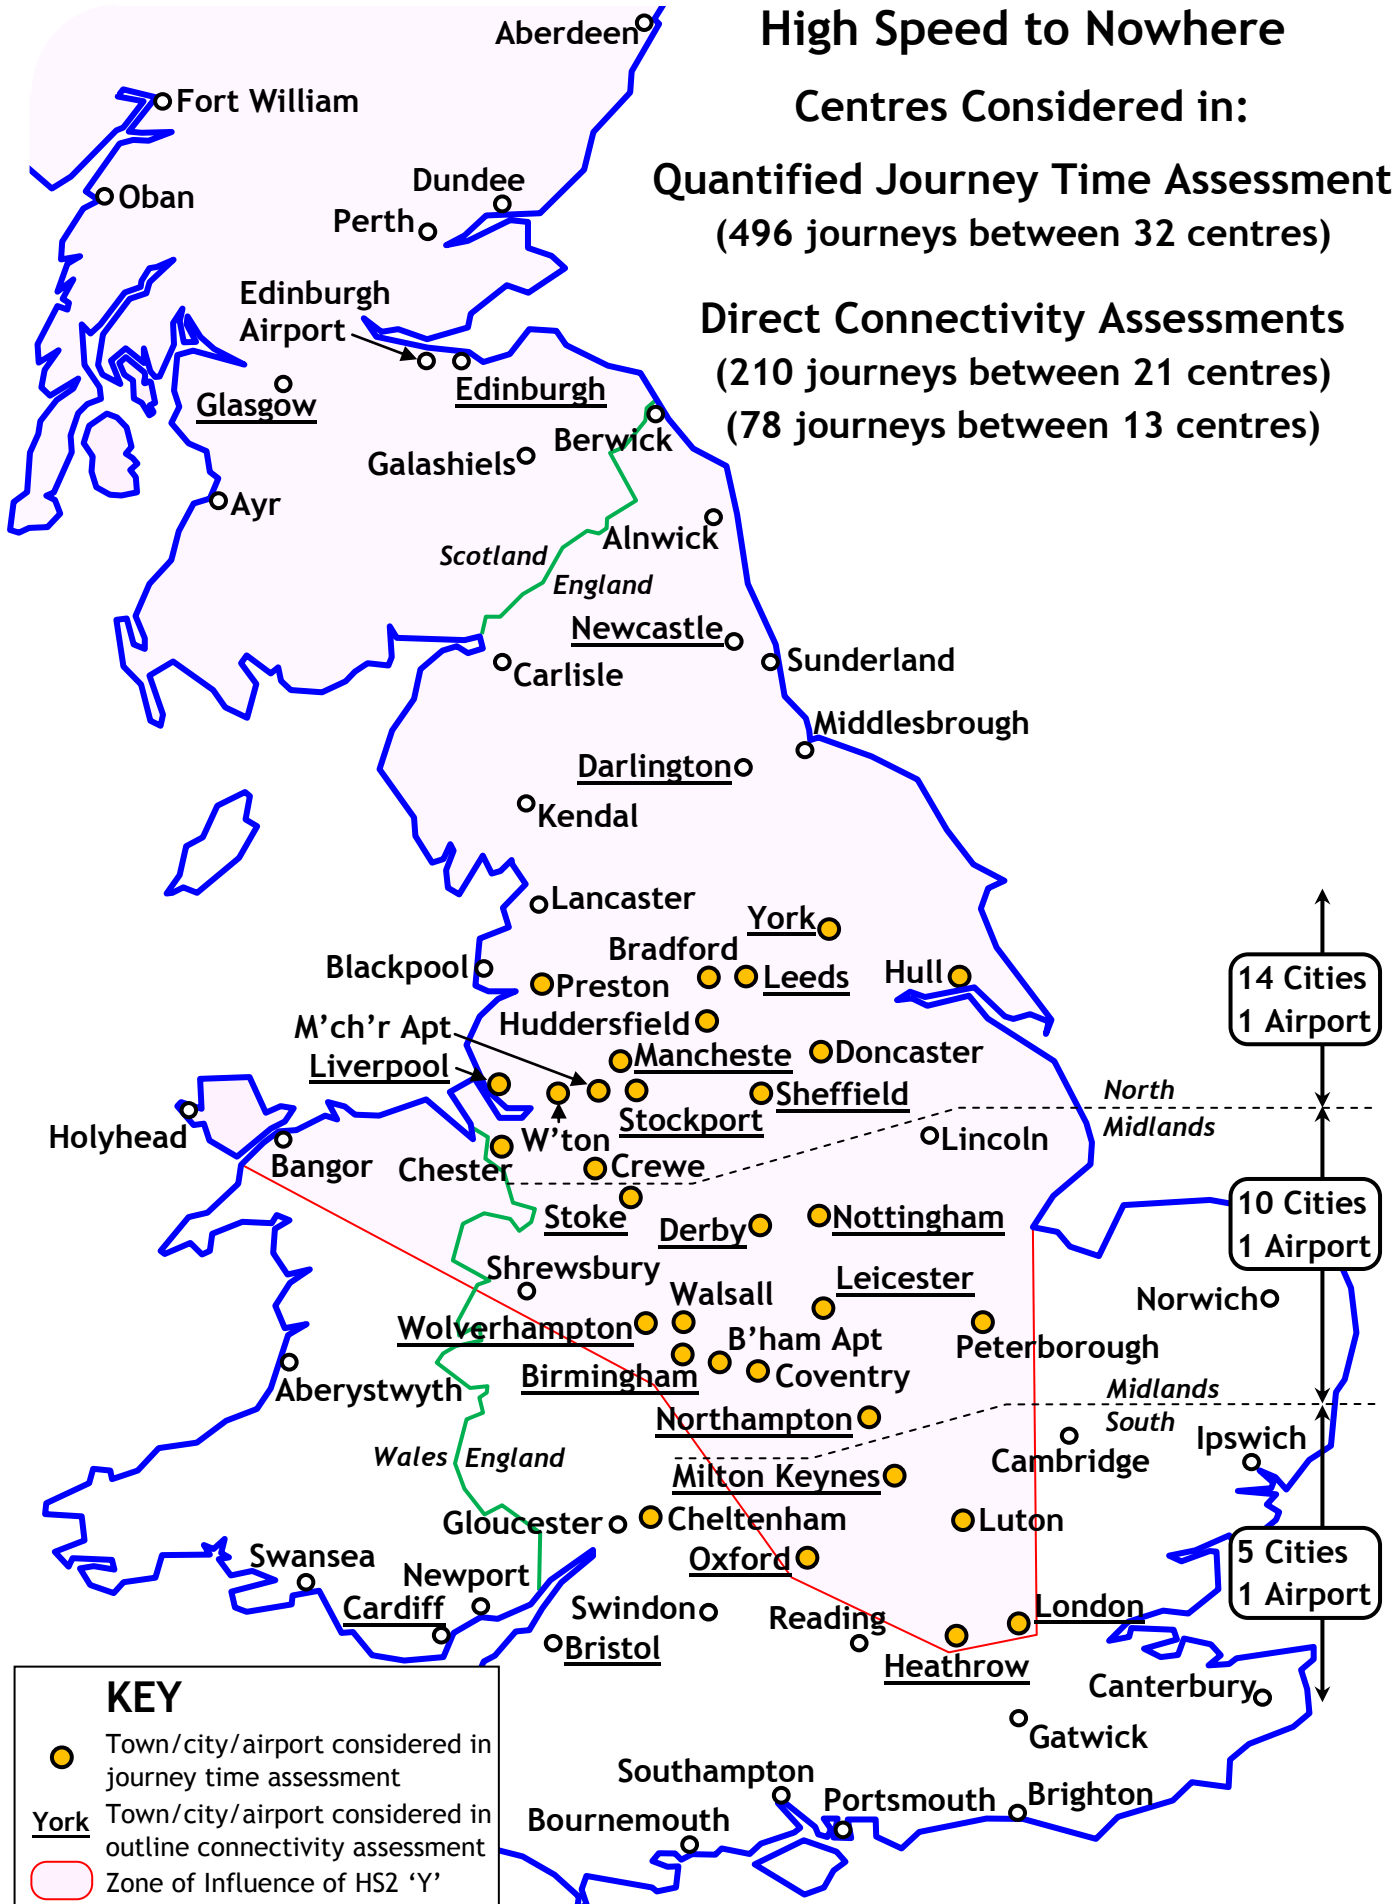 High Speed to Nowhere
Centres Considered in:
Quantified Journey Time Assessment
(496 journeys between 32 centres)
Direct Connectivity Assessments
(210 journeys between 21 centres)
(78 journeys between 13 centres)
Aberdeen
Fort William
Oban
Dundee
Perth
Edinburgh
Airport
Glasgow
Edinburgh
Berwick
Galashiels
Ayr
Alnwick
Scotland
England
Newcastle
Sunderland
Carlisle
Middlesbrough
Darlington
Kendal
Lancaster
York
Bradford
Blackpool
Preston
Leeds
Hull
14 Cities
1 Airport
Huddersfield
M'ch'r Apt
Mancheste
Doncaster
Liverpool
Sheffield
Stockport
North
Midlands
Holyhead
Bangor
Chester
W'ton
Crewe
Lincoln
Stoke
Derby
Nottingham
10 Cities
1 Airport
Shrewsbury
Walsall
Leicester
Norwich
Wolverhampton
B'ham Apt
Peterborough
Birmingham
Coventry
Aberystwyth
Midlands
South
Northampton
Cambridge
Ipswich
Wales
England
Milton Keynes
Gloucester
Cheltenham
Luton
Oxford
5 Cities
1 Airport
Swansea
Newport
Cardiff
Swindon
Reading
London
Bristol
Heathrow
Canterbury
Gatwick
Southampton
Portsmouth
Brighton
Bournemouth
KEY
Town/city/airport considered in
journey time assessment
York
Town/city/airport considered in
outline connectivity assessment
Zone of Influence of HS2 ‘Y’